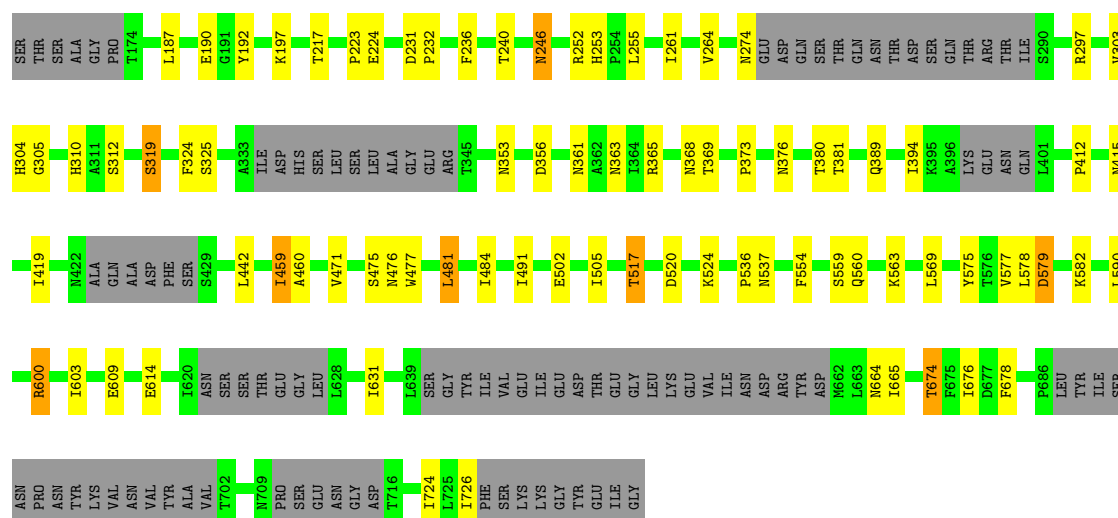 SER THR SER ALA GLY PRO T174 L187 E190 G191 Y192 K197 T217 P223 E224 D231 P232 F236 T240 N246 R252 H253 P254 L255 I261 V264 N274 GLU ASP GLN SER THR GLN ASN THR ASP SER GLN THR ARG THR ILE S290 R297 V303
H304 G305 H310 A311 S312 S319 F324 S325 A333 ILE ASP HIS SER LEU SER LEU ALA GLY GLU ARG T345 N353 D356 N361 A362 N363 I364 R365 N368 T369 P373 N376 T380 T381 Q389 I394 K395 A396 LYS GLU ASN GLN L401 P412 N415
I419 N422 ALA GLN ALA ASP PHE SER S429 L442 I459 A460 V471 S475 N476 W477 L481 I484 I491 E502 I505 T517 D520 K524 P536 N537 F554 S559 Q560 K563 L569 Y575 T576 V577 L578 D579 K582 L590
R600 I603 E609 E614 I620 ASN SER SER THR GLU GLY LEU L628 I631 L639 SER GLY TYR ILE VAL GLU ILE GLU ASP THR GLU GLY LEU LYS GLU VAL ILE ASN ASP ARG TYR ASP M662 L663 N664 I665 T674 F675 I676 D677 F678 P686 LEU TYR ILE SER
ASN PRO ASN TYR LYS VAL ASN VAL TYR ALA VAL T702 N709 PRO SER GLU ASN GLY ASP T716 I724 L725 I726 PHE SER LYS LYS GLY TYR GLU ILE GLY